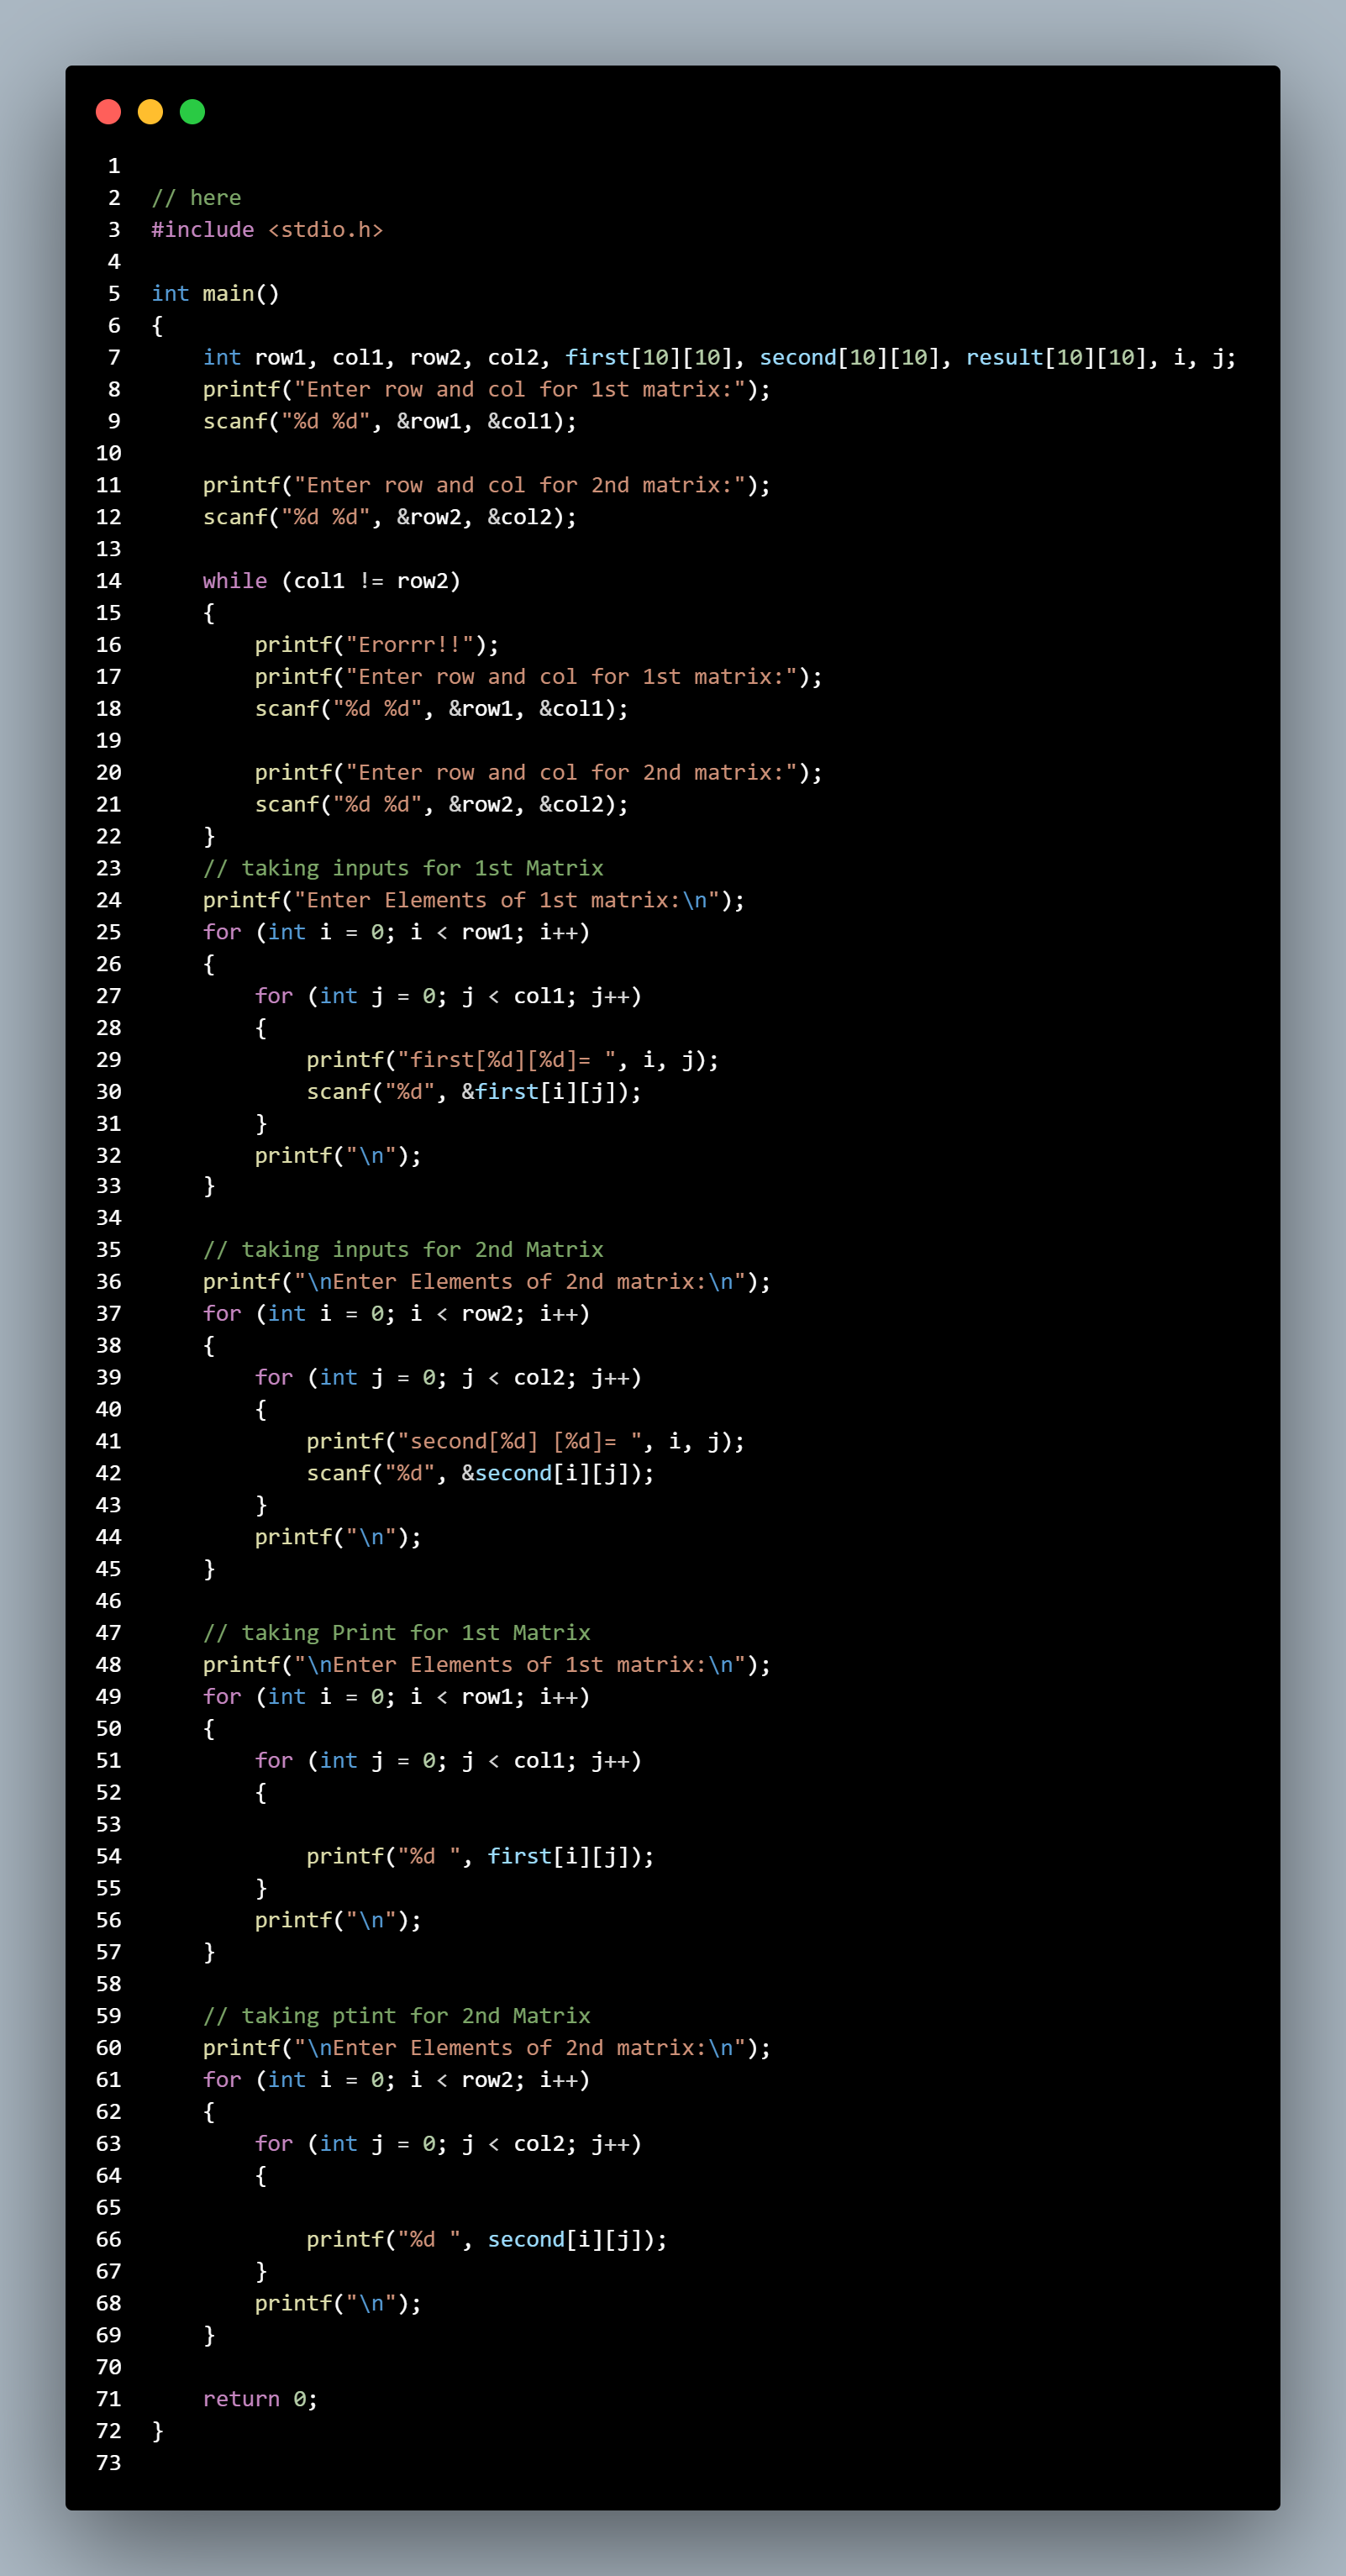 1
2 // here
3 #include <stdio.h>
4
5 int main()
6 {
7     int row1, col1, row2, col2, first[10][10], second[10][10], result[10][10], i, j;
8     printf("Enter row and col for 1st matrix:");
9     scanf("%d %d", &row1, &col1);
10
11     printf("Enter row and col for 2nd matrix:");
12     scanf("%d %d", &row2, &col2);
13
14     while (col1 != row2)
15     {
16         printf("Erorrr!!");
17         printf("Enter row and col for 1st matrix:");
18         scanf("%d %d", &row1, &col1);
19
20         printf("Enter row and col for 2nd matrix:");
21         scanf("%d %d", &row2, &col2);
22     }
23     // taking inputs for 1st Matrix
24     printf("Enter Elements of 1st matrix:\n");
25     for (int i = 0; i < row1; i++)
26     {
27         for (int j = 0; j < col1; j++)
28         {
29             printf("first[%d][%d]= ", i, j);
30             scanf("%d", &first[i][j]);
31         }
32         printf("\n");
33     }
34
35     // taking inputs for 2nd Matrix
36     printf("\nEnter Elements of 2nd matrix:\n");
37     for (int i = 0; i < row2; i++)
38     {
39         for (int j = 0; j < col2; j++)
40         {
41             printf("second[%d] [%d]= ", i, j);
42             scanf("%d", &second[i][j]);
43         }
44         printf("\n");
45     }
46
47     // taking Print for 1st Matrix
48     printf("\nEnter Elements of 1st matrix:\n");
49     for (int i = 0; i < row1; i++)
50     {
51         for (int j = 0; j < col1; j++)
52         {
53
54             printf("%d ", first[i][j]);
55         }
56         printf("\n");
57     }
58
59     // taking ptint for 2nd Matrix
60     printf("\nEnter Elements of 2nd matrix:\n");
61     for (int i = 0; i < row2; i++)
62     {
63         for (int j = 0; j < col2; j++)
64         {
65
66             printf("%d ", second[i][j]);
67         }
68         printf("\n");
69     }
70
71     return 0;
72 }
73